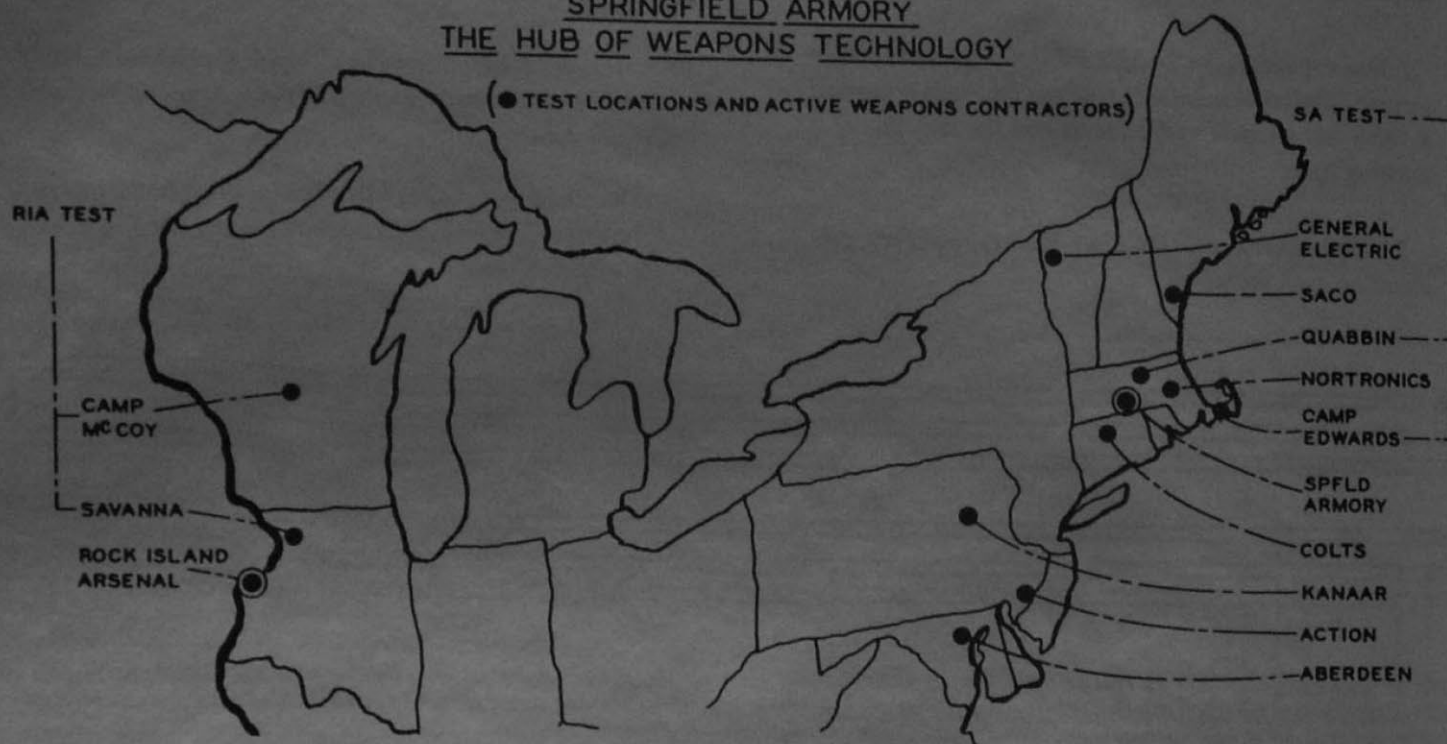 SPRINGFIELD ARMORY
THE HUB OF WEAPONS TECHNOLOGY
(● TEST LOCATIONS AND ACTIVE WEAPONS CONTRACTORS)
SA TEST
RIA TEST
GENERAL
ELECTRIC
SACO
QUABBIN
NORTRONICS
CAMP
MCCOY
CAMP
EDWARDS
SPFLD
ARMORY
SAVANNA
ROCK ISLAND
ARSENAL
COLTS
KANAAR
ACTION
ABERDEEN